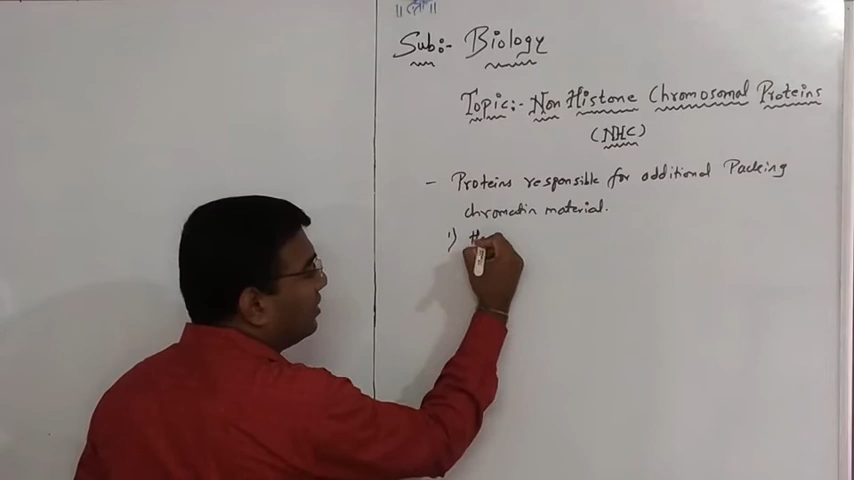 || श्री ||
Sub:- Biology
Topic:- Non Histone Chromosomal Proteins
(NHC)
- Proteins responsible for additional Packing
chromatin material.
1)